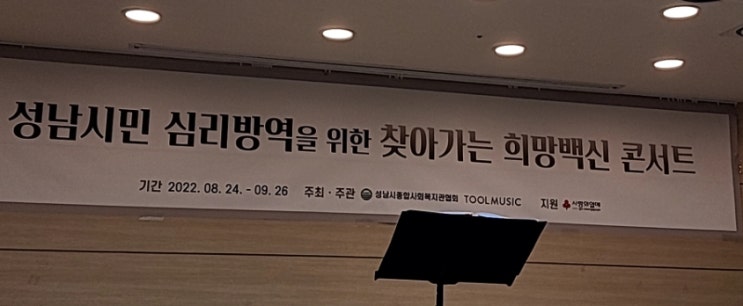 성남시민 심리방역을 위한 찾아가는 희망백신 콘서트
기간 2022. 08. 24. - 09. 26 주최 · 주관 성남시종합사회복지관협회 TOOLMUSIC 지원 사랑의열매